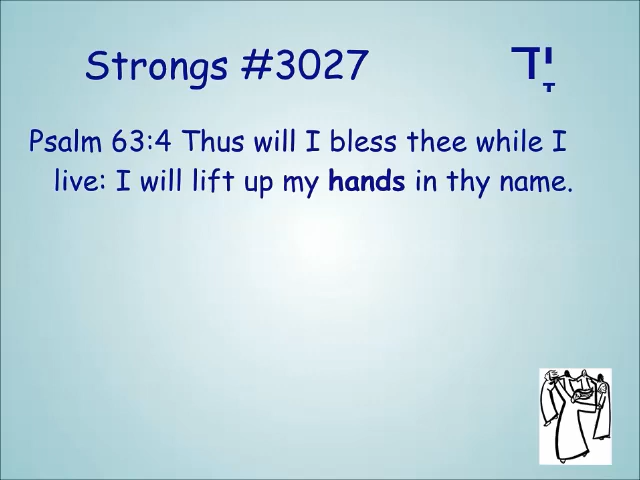 Strongs #3027 יָד
Psalm 63:4 Thus will I bless thee while I
live: I will lift up my hands in thy name.